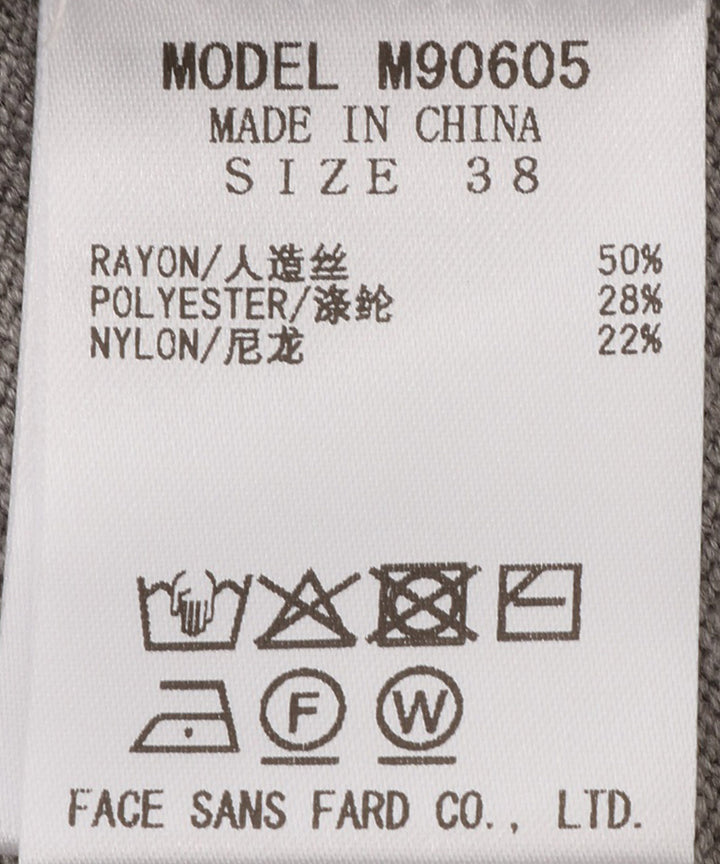 MODEL M90605
MADE IN CHINA
SIZE 38
RAYON/人造丝 50%
POLYESTER/涤纶 28%
NYLON/尼龙 22%
F W
FACE SANS FARD CO., LTD.